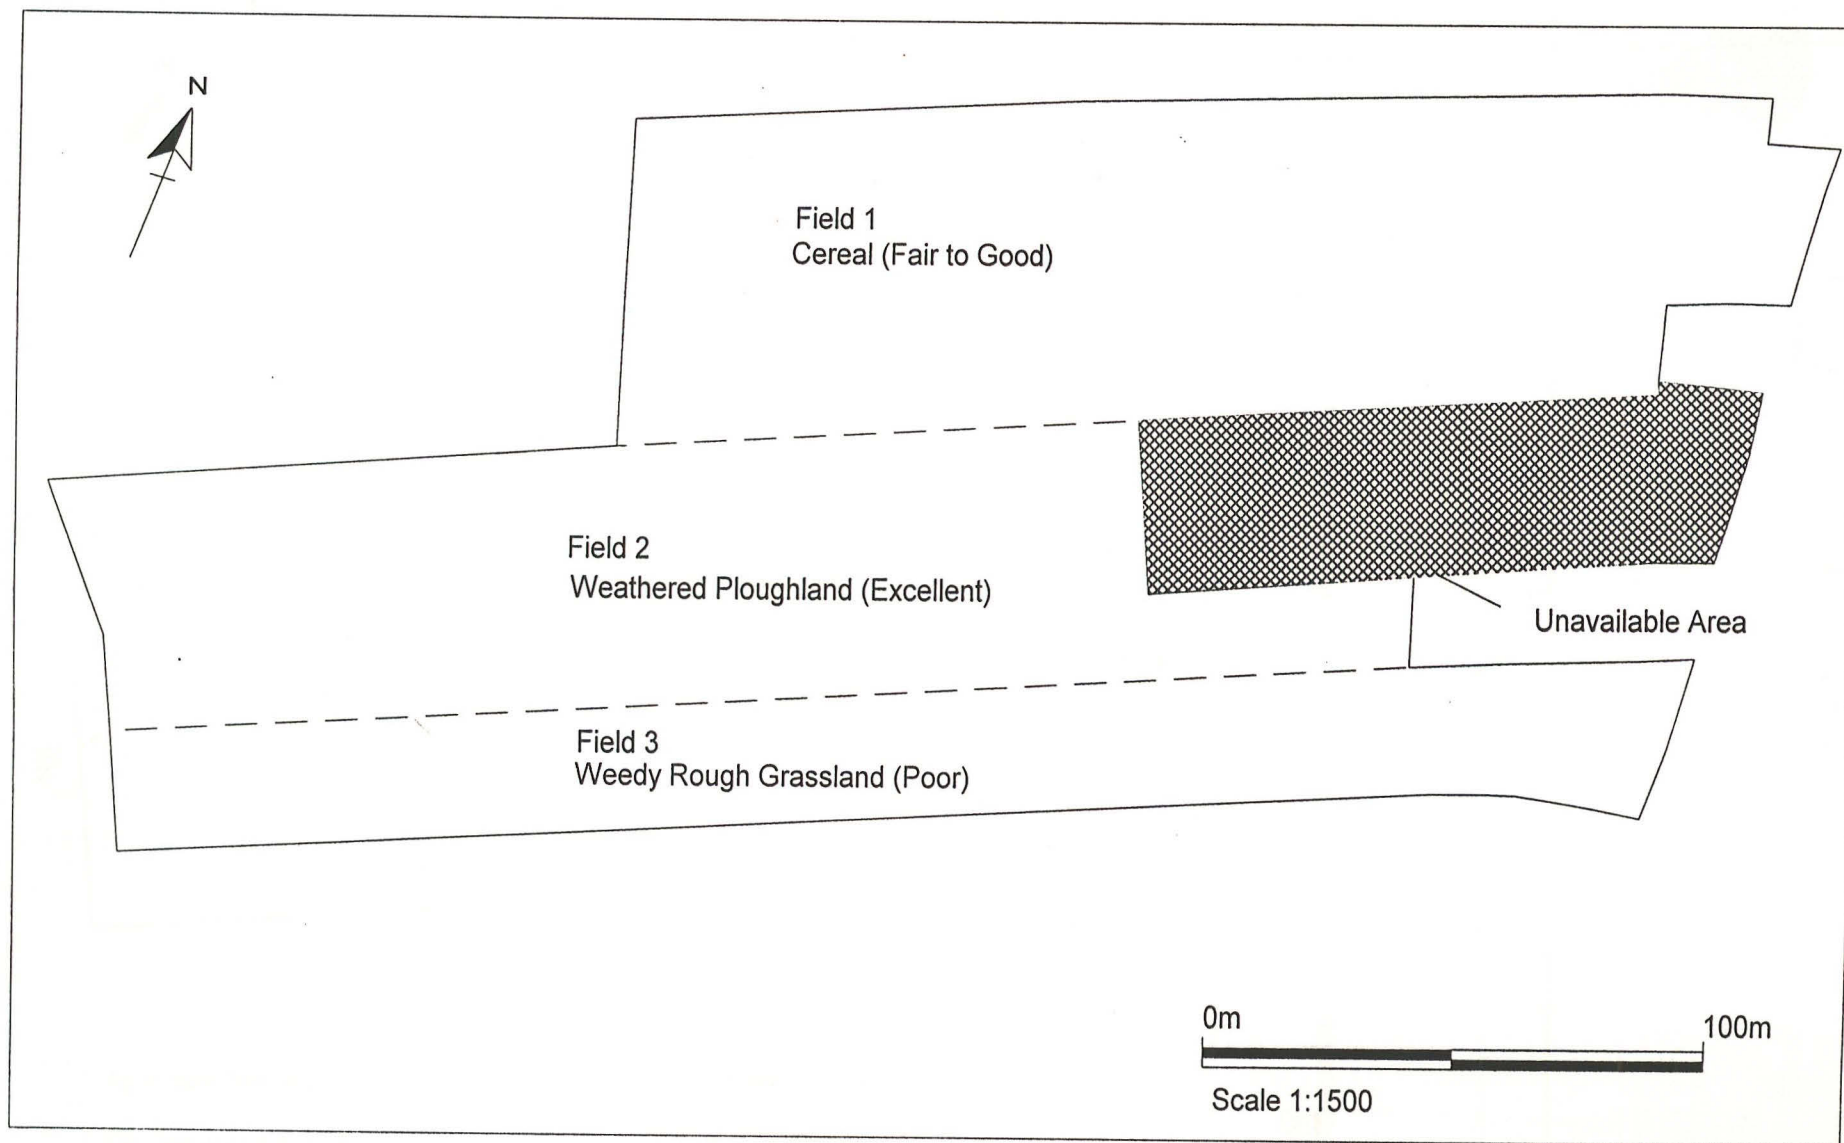 N
Field 1
Cereal (Fair to Good)
Field 2
Weathered Ploughland (Excellent)
Unavailable Area
Field 3
Weedy Rough Grassland (Poor)
0m
100m
Scale 1:1500